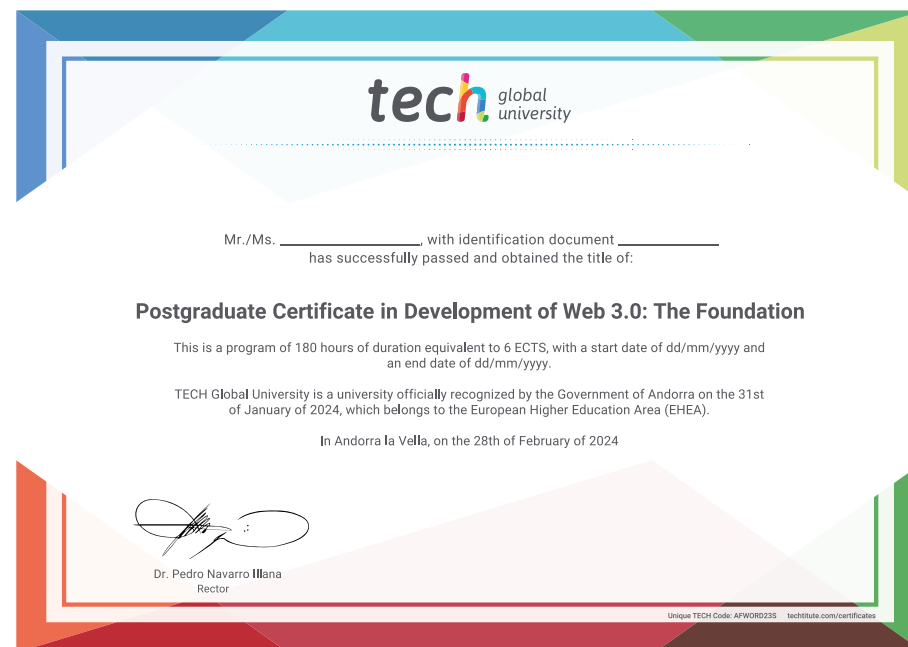 tech global university
Mr./Ms. ____________________, with identification document ______________
has successfully passed and obtained the title of:
Postgraduate Certificate in Development of Web 3.0: The Foundation
This is a program of 180 hours of duration equivalent to 6 ECTS, with a start date of dd/mm/yyyy and
an end date of dd/mm/yyyy.
TECH Global University is a university officially recognized by the Government of Andorra on the 31st
of January of 2024, which belongs to the European Higher Education Area (EHEA).
In Andorra la Vella, on the 28th of February of 2024
Dr. Pedro Navarro Illana
Rector
Unique TECH Code: AFWORD23S techtitute.com/certificates